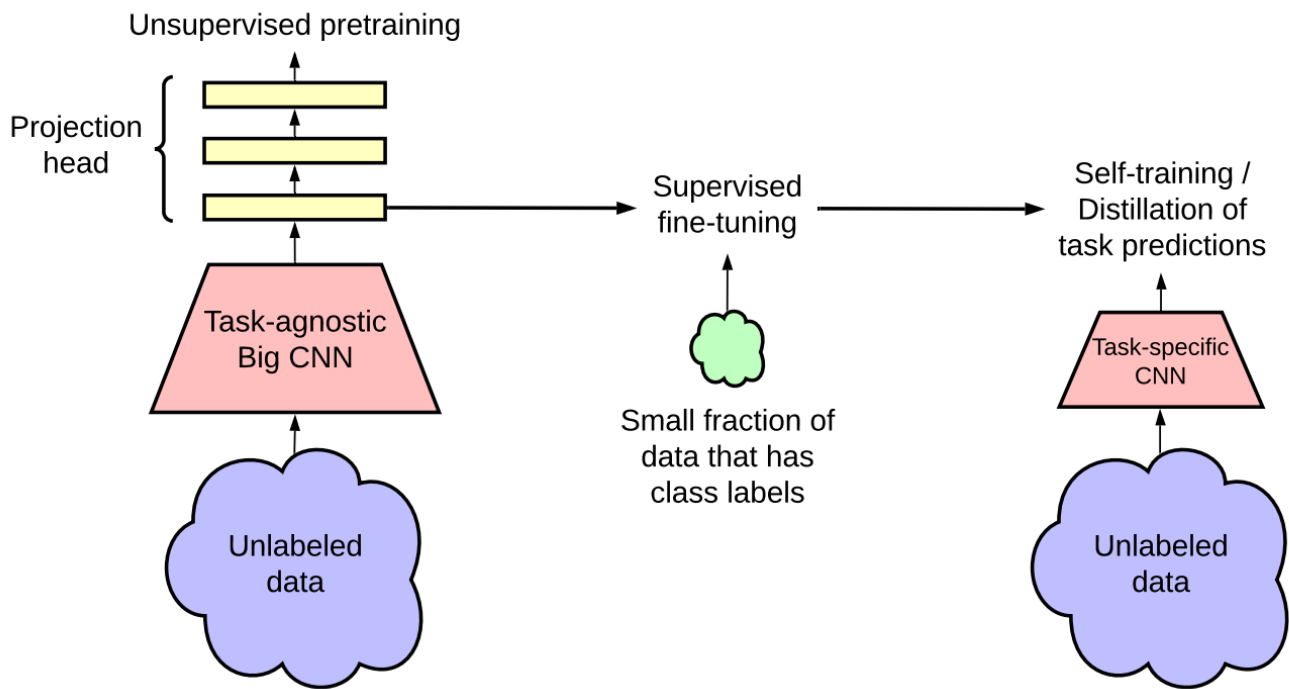 Unsupervised pretraining
Projection
head
Task-agnostic
Big CNN
Unlabeled
data
Supervised
fine-tuning
Small fraction of
data that has
class labels
Self-training /
Distillation of
task predictions
Task-specific
CNN
Unlabeled
data